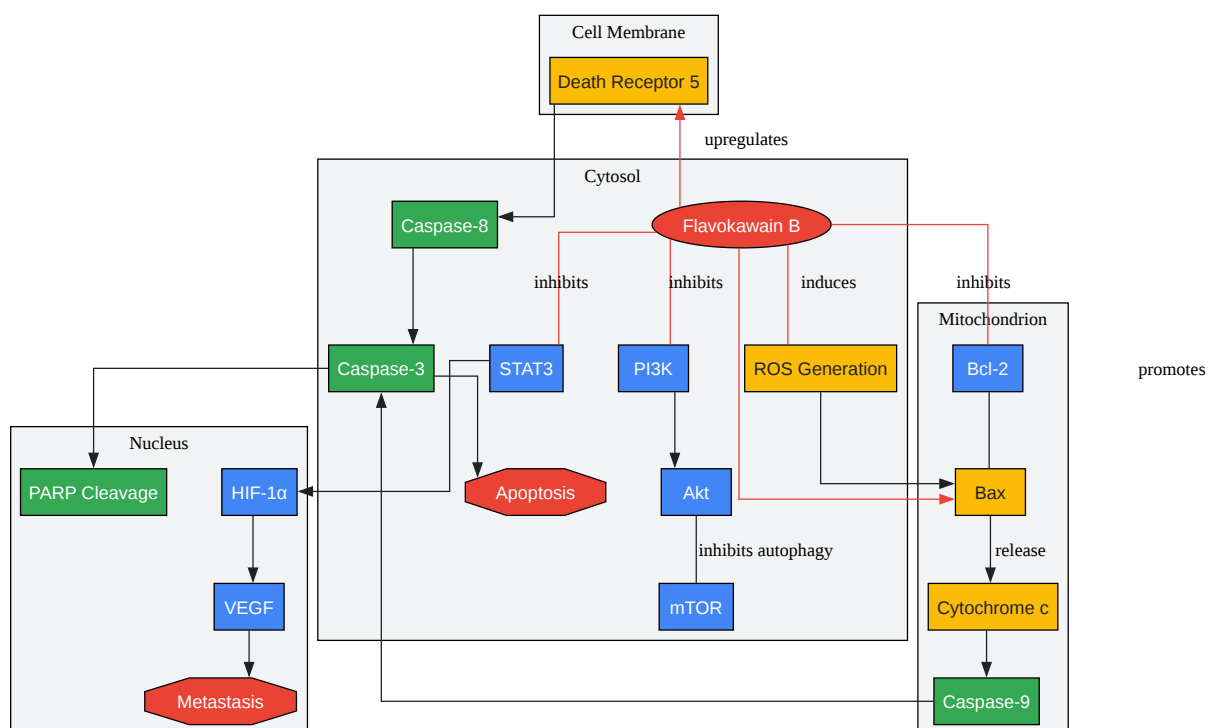 Cell Membrane
Death Receptor 5
upregulates
Cytosol
Caspase-8
Flavokawain B
inhibits
inhibits
induces
inhibits
Mitochondrion
Caspase-3
STAT3
PI3K
ROS Generation
Bcl-2
promotes
Nucleus
PARP Cleavage
HIF-1α
Apoptosis
Akt
Bax
inhibits autophagy
release
VEGF
mTOR
Cytochrome c
Metastasis
Caspase-9